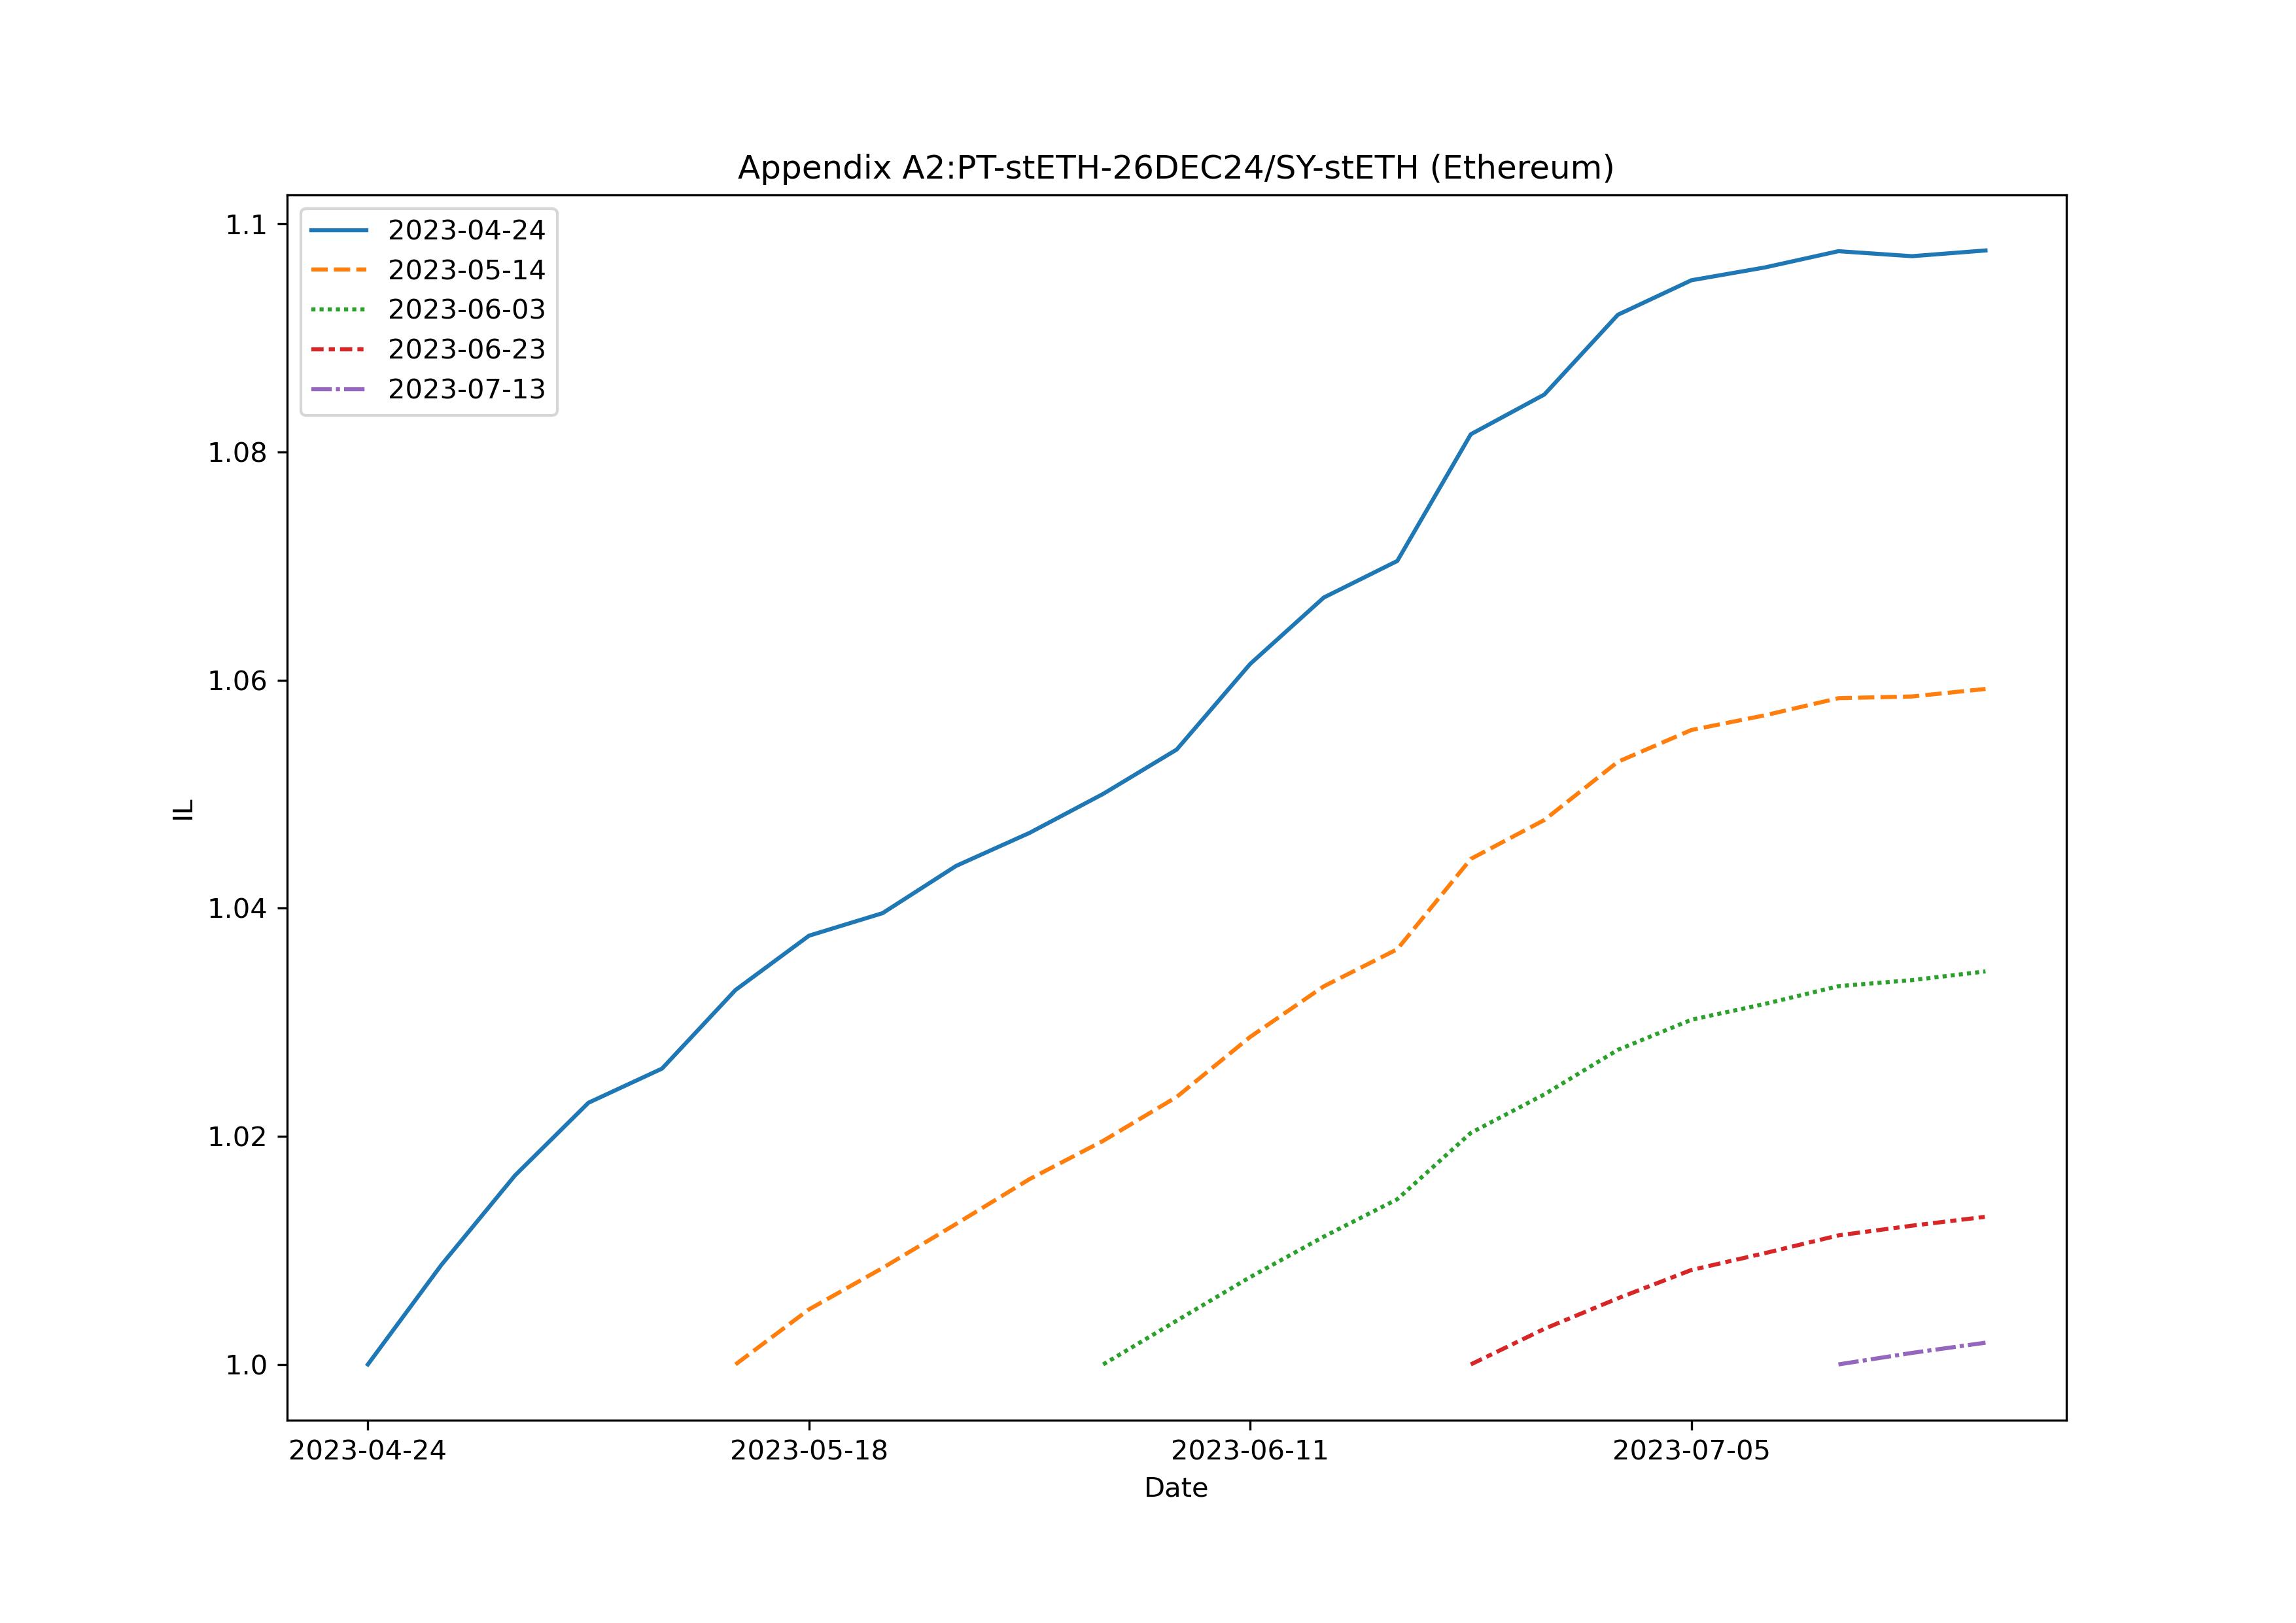 Appendix A2:PT-stETH-26DEC24/SY-stETH (Ethereum)
1.1
1.08
1.06
1.04
1.02
1.0
IL
2023-04-24
2023-05-14
2023-06-03
2023-06-23
2023-07-13
2023-04-24 2023-05-18 2023-06-11 2023-07-05
Date